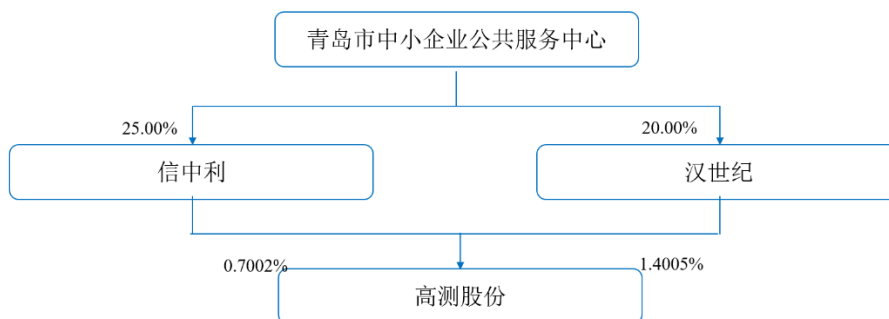 青岛市中小企业公共服务中心
25.00%
20.00%
信中利
汉世纪
0.7002%
1.4005%
高测股份